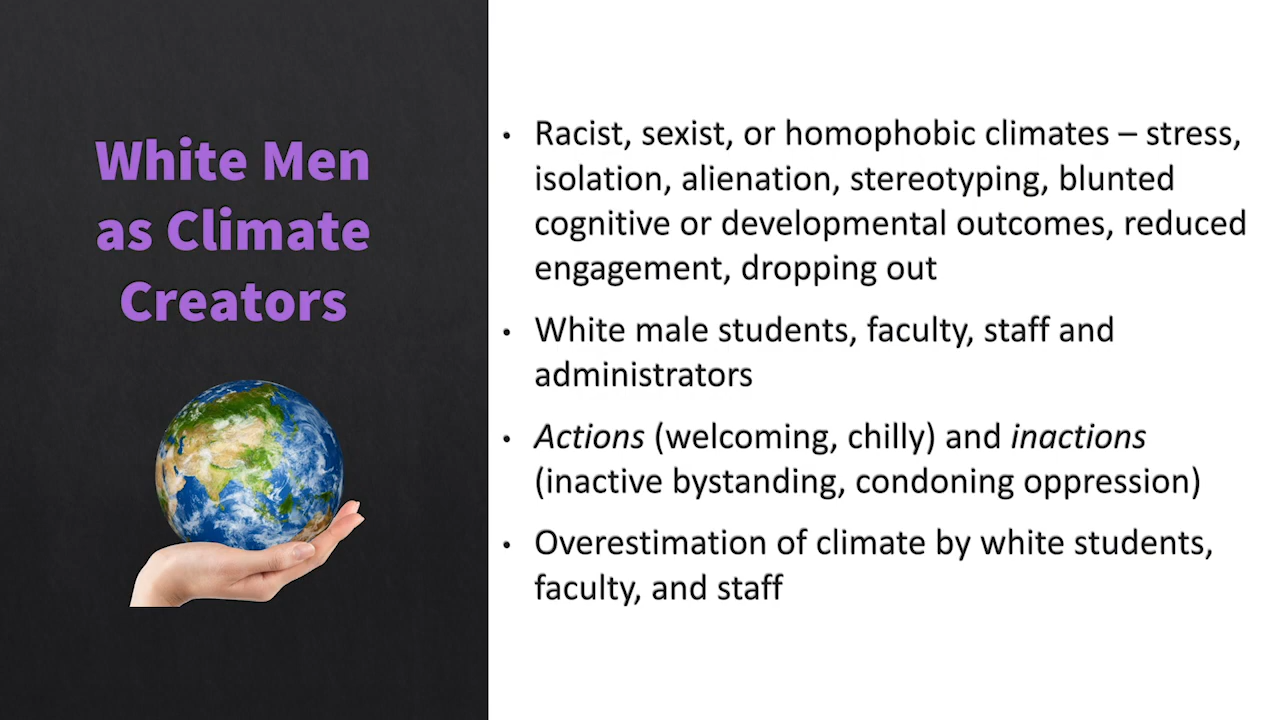 White Men
as Climate
Creators
• Racist, sexist, or homophobic climates – stress,
isolation, alienation, stereotyping, blunted
cognitive or developmental outcomes, reduced
engagement, dropping out
• White male students, faculty, staff and
administrators
• Actions (welcoming, chilly) and inactions
(inactive bystanding, condoning oppression)
• Overestimation of climate by white students,
faculty, and staff